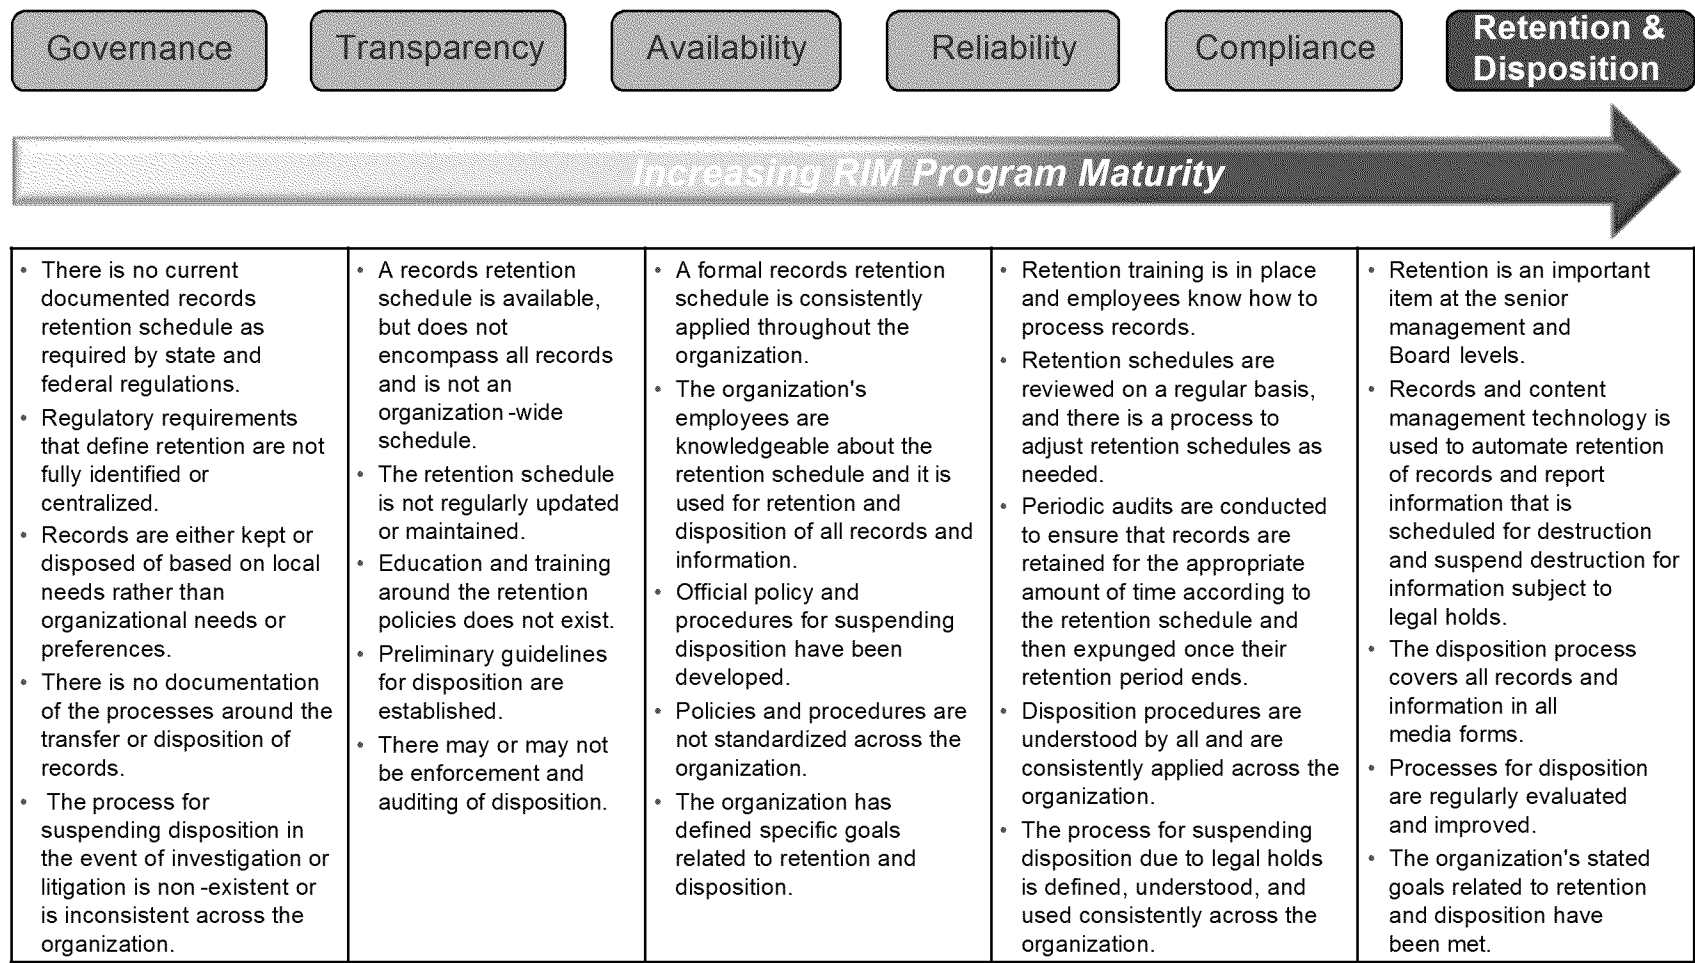 Governance
Transparency
Availability
Reliability
Compliance
Retention &
Disposition
Increasing RIM Program Maturity
• There is no current
documented records
retention schedule as
required by state and
federal regulations.
• Regulatory requirements
that define retention are not
fully identified or
centralized.
• Records are either kept or
disposed of based on local
needs rather than
organizational needs or
preferences.
• There is no documentation
of the processes around the
transfer or disposition of
records.
• The process for
suspending disposition in
the event of investigation or
litigation is non-existent or
is inconsistent across the
organization.
• A records retention
schedule is available,
but does not
encompass all records
and is not an
organization-wide
schedule.
• The retention schedule
is not regularly updated
or maintained.
• Education and training
around the retention
policies does not exist.
• Preliminary guidelines
for disposition are
established.
• There may or may not
be enforcement and
auditing of disposition.
• A formal records retention
schedule is consistently
applied throughout the
organization.
• The organization's
employees are
knowledgeable about the
retention schedule and it is
used for retention and
disposition of all records and
information.
• Official policy and
procedures for suspending
disposition have been
developed.
• Policies and procedures are
not standardized across the
organization.
• The organization has
defined specific goals
related to retention and
disposition.
• Retention training is in place
and employees know how to
process records.
• Retention schedules are
reviewed on a regular basis,
and there is a process to
adjust retention schedules as
needed.
• Periodic audits are conducted
to ensure that records are
retained for the appropriate
amount of time according to
the retention schedule and
then expunged once their
retention period ends.
• Disposition procedures are
understood by all and are
consistently applied across the
organization.
• The process for suspending
disposition due to legal holds
is defined, understood, and
used consistently across the
organization.
• Retention is an important
item at the senior
management and
Board levels.
• Records and content
management technology is
used to automate retention
of records and report
information that is
scheduled for destruction
and suspend destruction for
information subject to
legal holds.
• The disposition process
covers all records and
information in all
media forms.
• Processes for disposition
are regularly evaluated
and improved.
• The organization's stated
goals related to retention
and disposition have
been met.